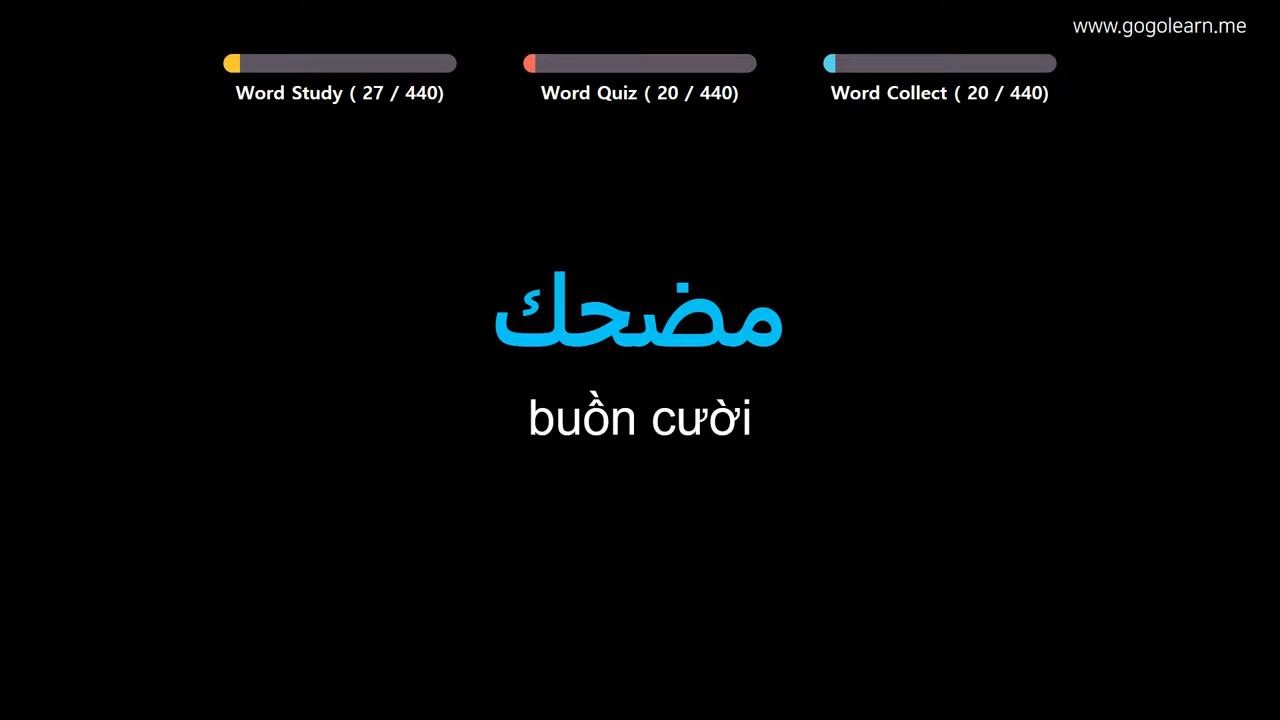 www.gogolearn.me
Word Study ( 27 / 440)
Word Quiz ( 20 / 440)
Word Collect ( 20 / 440)
مضحك
buồn cười